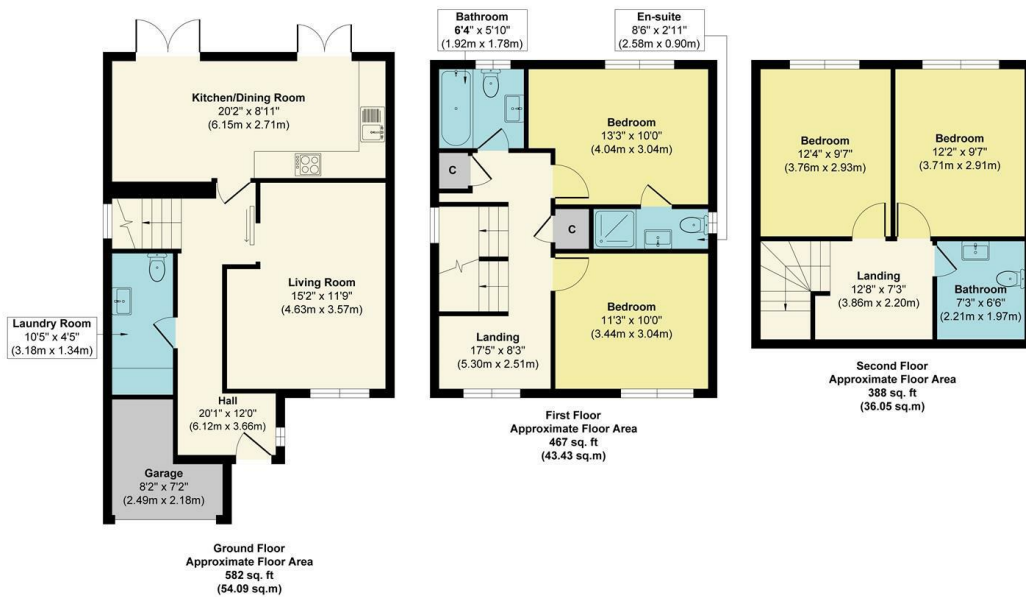 Kitchen/Dining Room
20'2" x 8'11"
(6.15m x 2.71m)
Living Room
15'2" x 11'9"
(4.63m x 3.57m)
Laundry Room
10'5" x 4'5"
(3.18m x 1.34m)
Hall
20'1" x 12'0"
(6.12m x 3.66m)
Garage
8'2" x 7'2"
(2.49m x 2.18m)
Ground Floor
Approximate Floor Area
582 sq. ft
(54.09 sq.m)
Bathroom
6'4" x 5'10"
(1.92m x 1.78m)
En-suite
8'6" x 2'11"
(2.58m x 0.90m)
Bedroom
13'3" x 10'0"
(4.04m x 3.04m)
C
C
Bedroom
11'3" x 10'0"
(3.44m x 3.04m)
Landing
17'5" x 8'3"
(5.30m x 2.51m)
First Floor
Approximate Floor Area
467 sq. ft
(43.43 sq.m)
Bedroom
12'4" x 9'7"
(3.76m x 2.93m)
Bedroom
12'2" x 9'7"
(3.71m x 2.91m)
Landing
12'8" x 7'3"
(3.86m x 2.20m)
Bathroom
7'3" x 6'6"
(2.21m x 1.97m)
Second Floor
Approximate Floor Area
388 sq. ft
(36.05 sq.m)